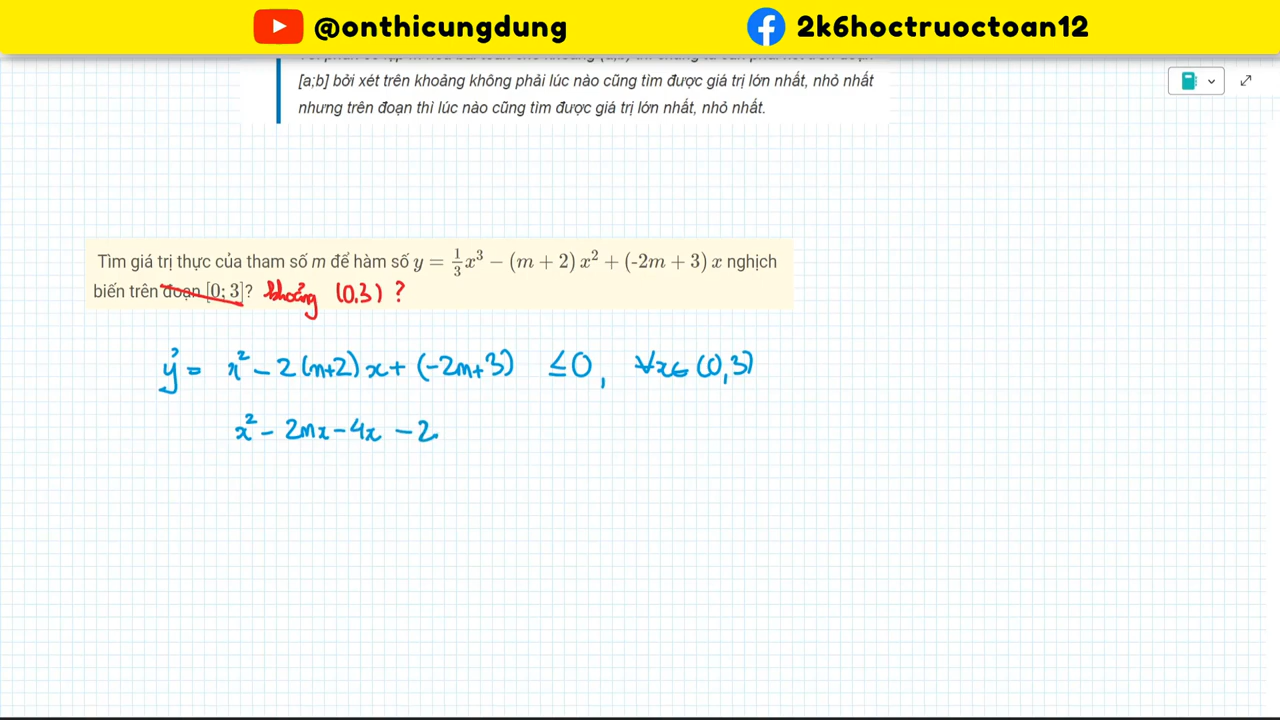 @onthicungdung
2k6hoctruoctoan12
[a;b] bởi xét trên khoảng không phải lúc nào cũng tìm được giá trị lớn nhất, nhỏ nhất
nhưng trên đoạn thì lúc nào cũng tìm được giá trị lớn nhất, nhỏ nhất.
Tìm giá trị thực của tham số m để hàm số y = 1/3 x³ − (m + 2) x² + (-2m + 3) x nghịch
biến trên đoạn [0; 3]? khoảng (0,3) ?
y' = x² − 2(m+2)x + (−2m+3) ≤ 0, ∀x∈(0,3)
x² − 2mx − 4x − 2